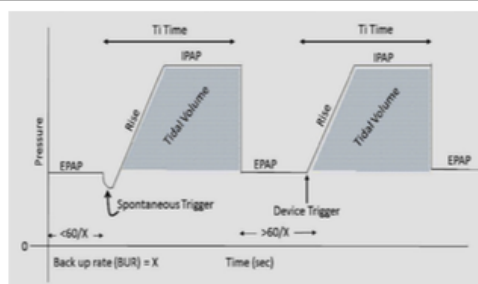 Ti Time
Ti Time
IPAP
IPAP
Rise
Tidal Volume
Rise
Tidal Volume
Pressure
EPAP
EPAP
EPAP
Spontaneous Trigger
Device Trigger
<60/X
>60/X
0
Back up rate (BUR) = X
Time (sec)